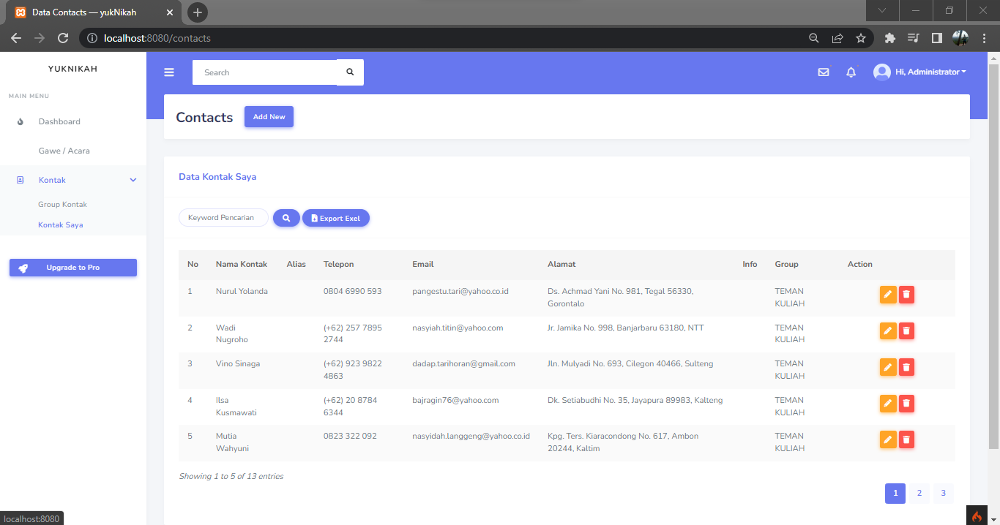 Data Contacts — yukNikah
localhost:8080/contacts
YUKNIKAH
Search
Hi, Administrator
MAIN MENU
Dashboard
Gawe / Acara
Kontak
Group Kontak
Kontak Saya
Upgrade to Pro
Contacts
Add New
Data Kontak Saya
Keyword Pencarian
Export Exel
No Nama Kontak Alias Telepon Email Alamat Info Group Action
1 Nurul Yolanda 0804 6990 593 pangestu.tari@yahoo.co.id Ds. Achmad Yani No. 981, Tegal 56330, TEMAN
Gorontalo KULIAH
2 Wadi (+62) 257 7895 nasyiah.titin@yahoo.com Jr. Jamika No. 998, Banjarbaru 63180, NTT TEMAN
Nugroho 2744 KULIAH
3 Vino Sinaga (+62) 923 9822 dadap.tarihoran@gmail.com Jln. Mulyadi No. 693, Cilegon 40466, Sulteng TEMAN
4863 KULIAH
4 Ilsa (+62) 20 8784 bajragin76@yahoo.com Dk. Setiabudhi No. 35, Jayapura 89983, Kalteng TEMAN
Kusmawati 6344 KULIAH
5 Mutia 0823 322 092 nasyidah.langgeng@yahoo.co.id Kpg. Ters. Kiaracondong No. 617, Ambon TEMAN
Wahyuni 20244, Kaltim KULIAH
Showing 1 to 5 of 13 entries
1 2 3
localhost:8080